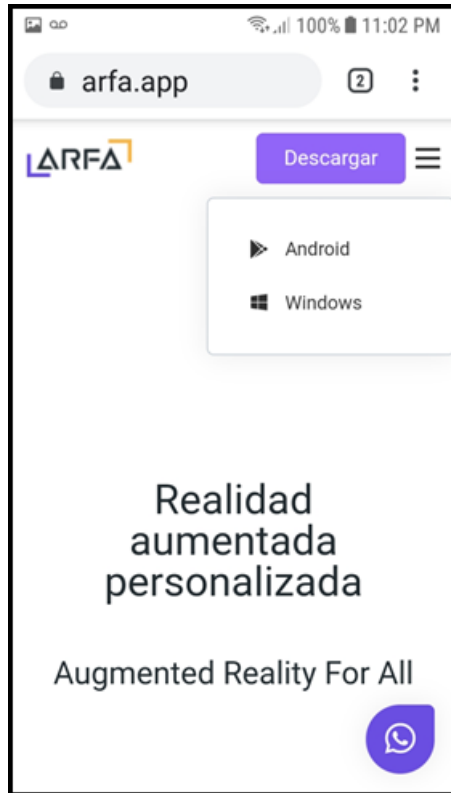 100% 11:02 PM
arfa.app 2
ARFA Descargar
Android
Windows
Realidad
aumentada
personalizada
Augmented Reality For All